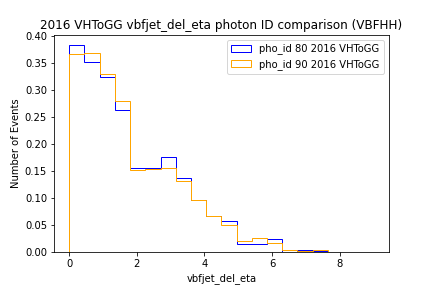 2016 VHToGG vbfjet_del_eta photon ID comparison (VBFHH)
pho_id 80 2016 VHToGG
pho_id 90 2016 VHToGG
Number of Events
0.40
0.35
0.30
0.25
0.20
0.15
0.10
0.05
0.00
0 2 4 6 8
vbfjet_del_eta